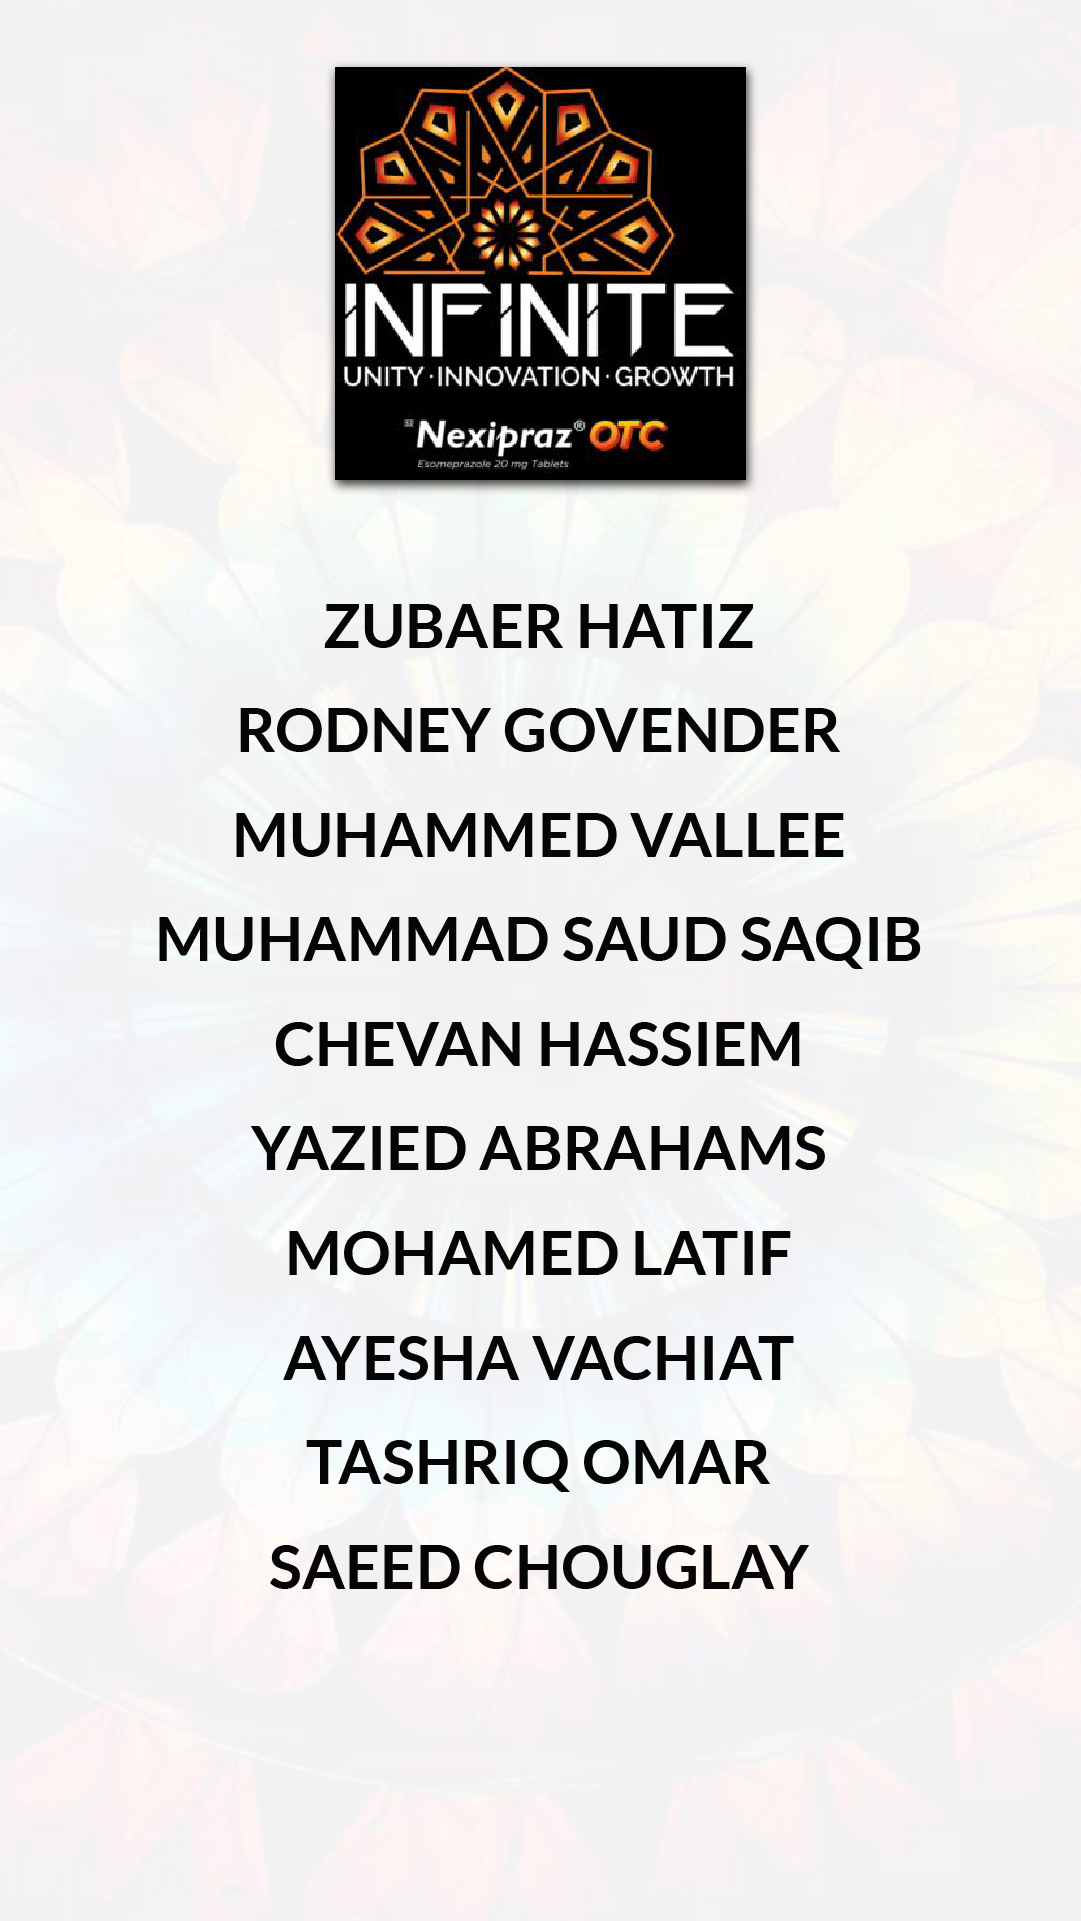 INFINITE
UNITY · INNOVATION · GROWTH
Nexipraz® OTC
Esomeprazole 20 mg Tablets
ZUBAER HATIZ
RODNEY GOVENDER
MUHAMMED VALLEE
MUHAMMAD SAUD SAQIB
CHEVAN HASSIEM
YAZIED ABRAHAMS
MOHAMED LATIF
AYESHA VACHIAT
TASHRIQ OMAR
SAEED CHOUGLAY